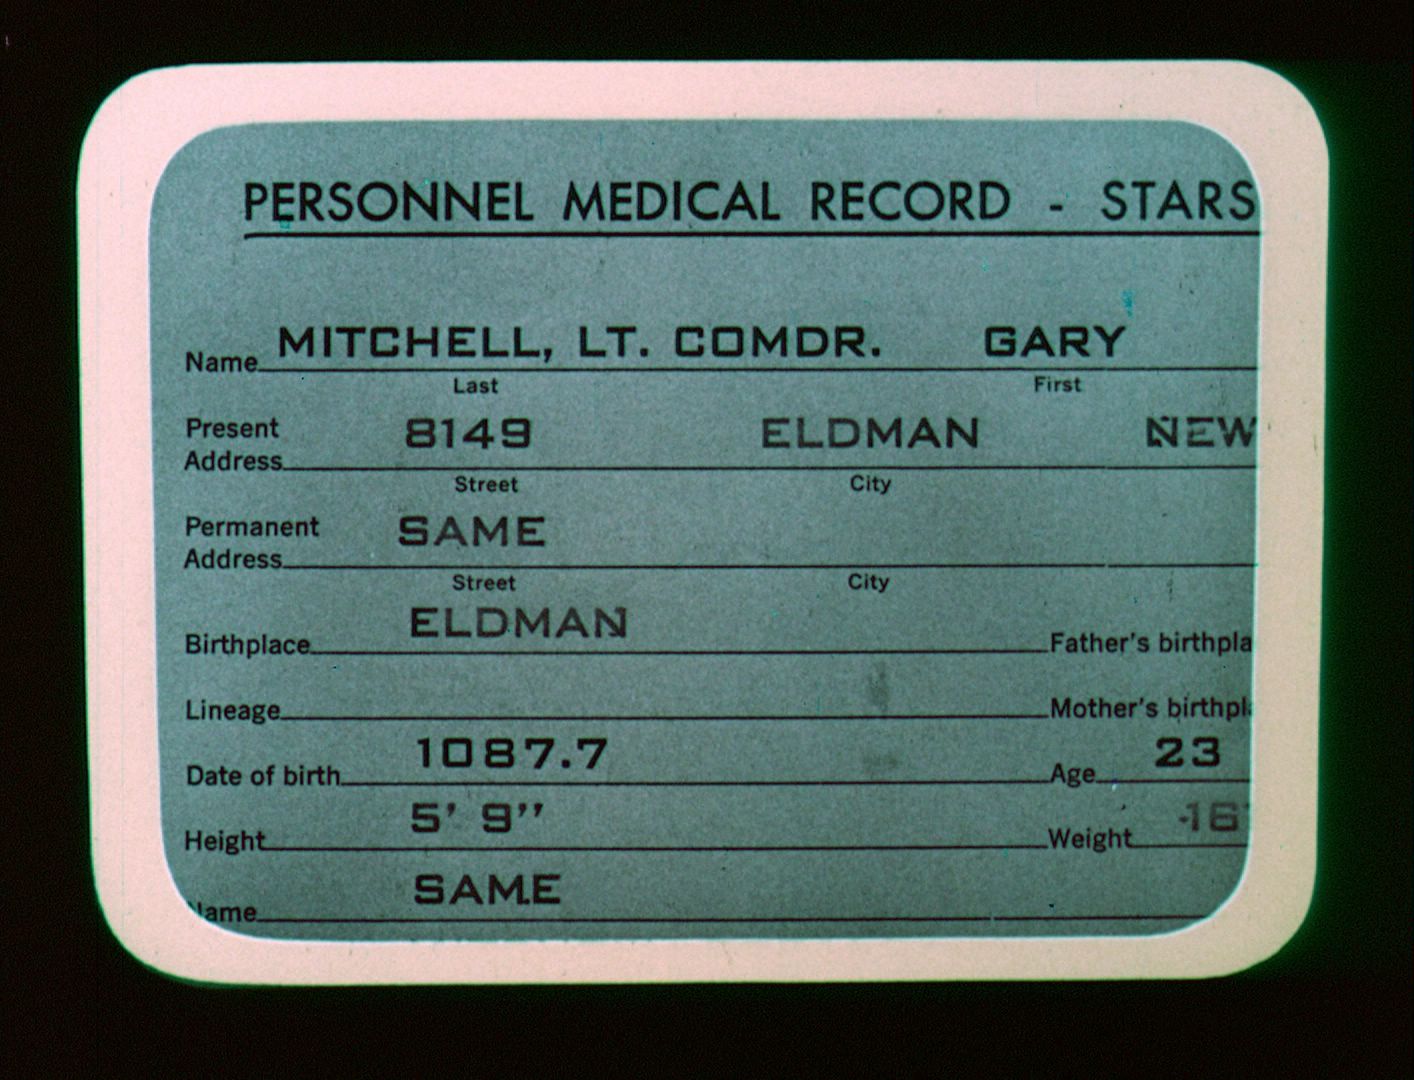 PERSONNEL MEDICAL RECORD - STARS
Name MITCHELL, LT. COMDR. GARY
Last First
Present Address 8149 ELDMAN NEW
Street City
Permanent Address SAME
Street City
Birthplace ELDMAN Father's birthpla
Lineage Mother's birthpl
Date of birth 1087.7 Age 23
Height 5' 9" Weight 16
Name SAME